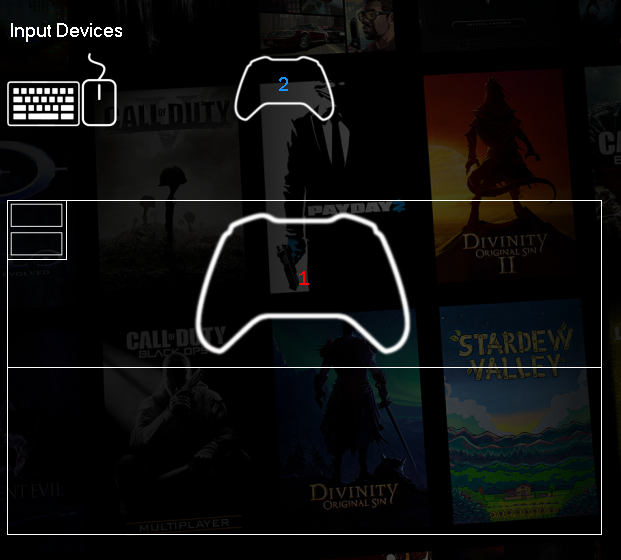 Input Devices
2
CALL OF DUTY
PAYDAY 2
DIVINITY
ORIGINAL SIN
II
1
CALL OF DUTY
BLACK OPS
STARDEW
VALLEY
DIVINITY
ORIGINAL SIN
MULTIPLAYER